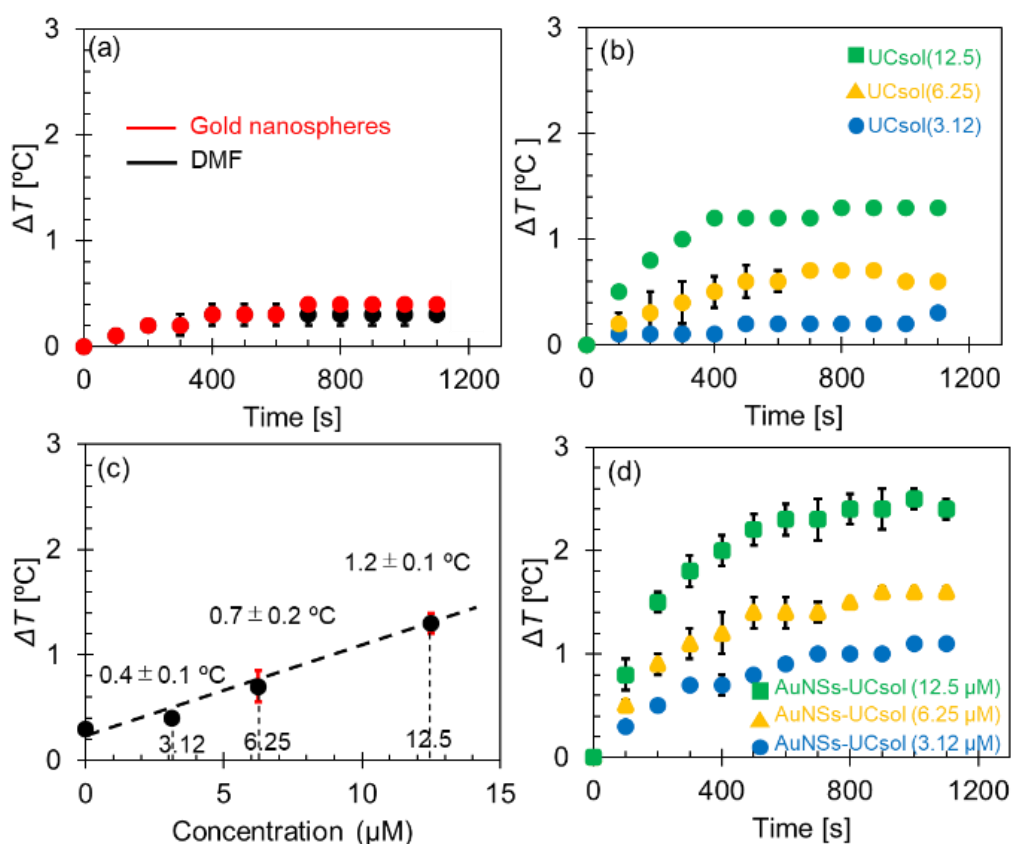 (a)
3
2
1
0
ΔT [ºC]
Gold nanospheres
DMF
0 400 800 1200
Time [s]
(b)
3
2
1
0
ΔT [ºC]
UCsol(12.5)
UCsol(6.25)
UCsol(3.12)
0 400 800 1200
Time [s]
(c)
3
2
1
0
ΔT [ºC]
1.2 ± 0.1 ºC
0.7 ± 0.2 ºC
0.4 ± 0.1 ºC
3.12 6.25 12.5
0 5 10 15
Concentration (µM)
(d)
3
2
1
0
ΔT [ºC]
AuNSs-UCsol (12.5 µM)
AuNSs-UCsol (6.25 µM)
AuNSs-UCsol (3.12 µM)
0 400 800 1200
Time [s]